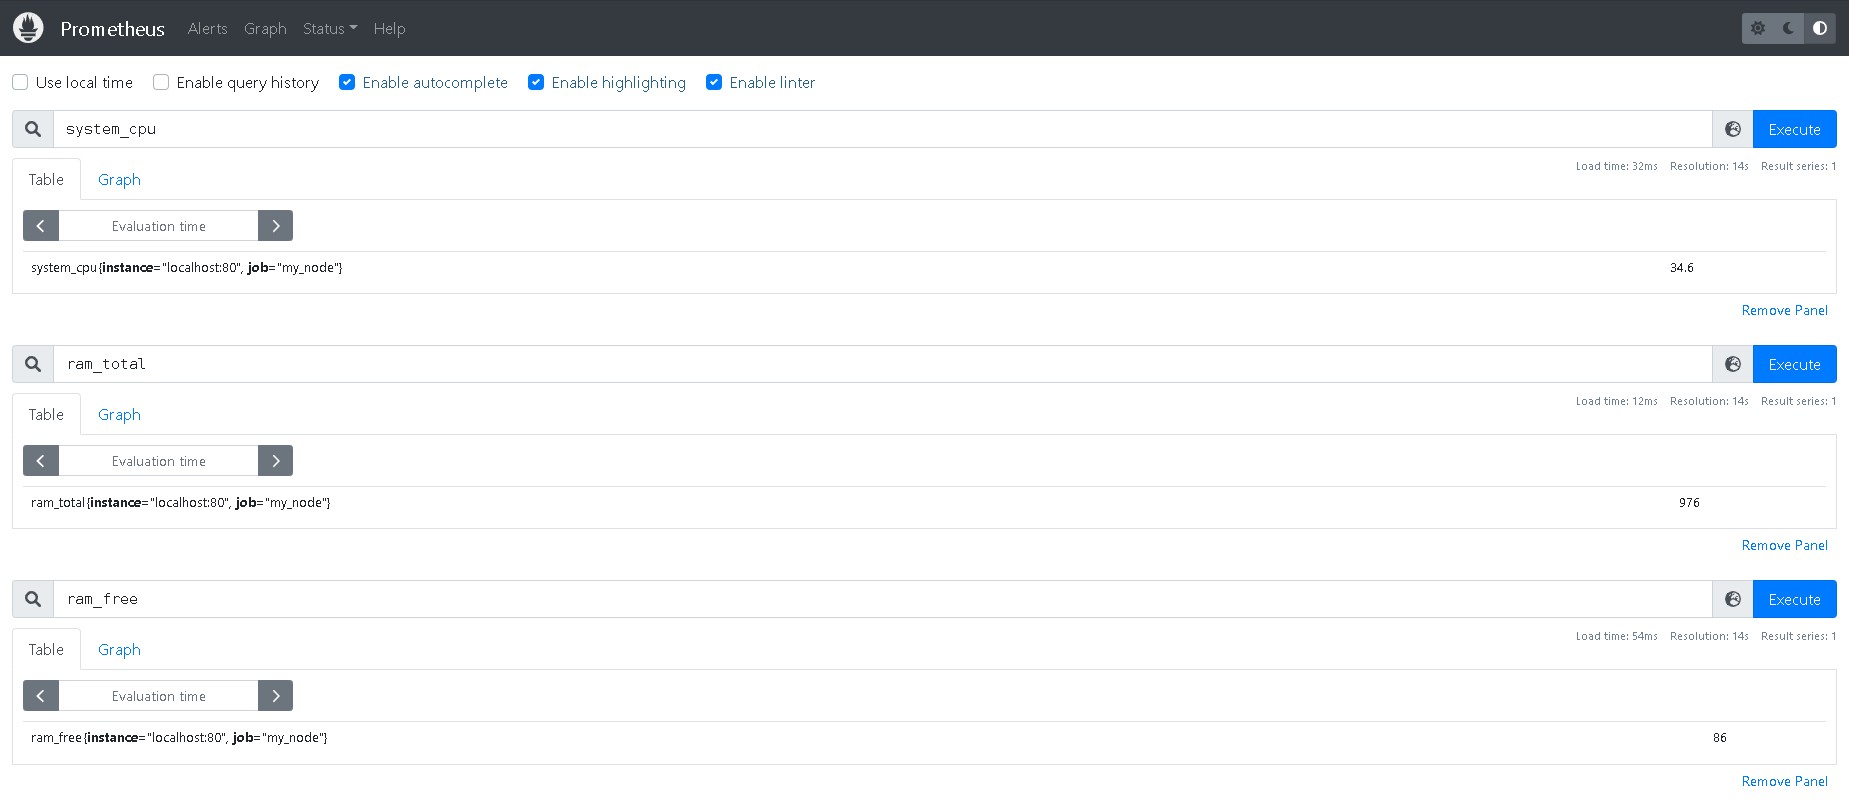 Prometheus Alerts Graph Status Help
Use local time Enable query history Enable autocomplete Enable highlighting Enable linter
system_cpu Execute
Load time: 32ms Resolution: 14s Result series: 1
Table Graph
Evaluation time
system_cpu{instance="localhost:80", job="my_node"} 34.6
Remove Panel
ram_total Execute
Load time: 12ms Resolution: 14s Result series: 1
Table Graph
Evaluation time
ram_total{instance="localhost:80", job="my_node"} 976
Remove Panel
ram_free Execute
Load time: 54ms Resolution: 14s Result series: 1
Table Graph
Evaluation time
ram_free{instance="localhost:80", job="my_node"} 86
Remove Panel